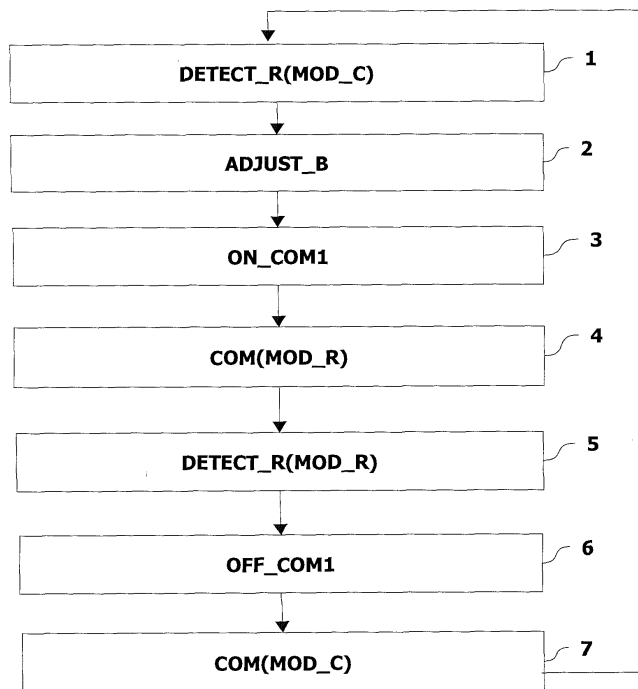 DETECT_R(MOD_C)
1
ADJUST_B
2
ON_COM1
3
COM(MOD_R)
4
DETECT_R(MOD_R)
5
OFF_COM1
6
COM(MOD_C)
7